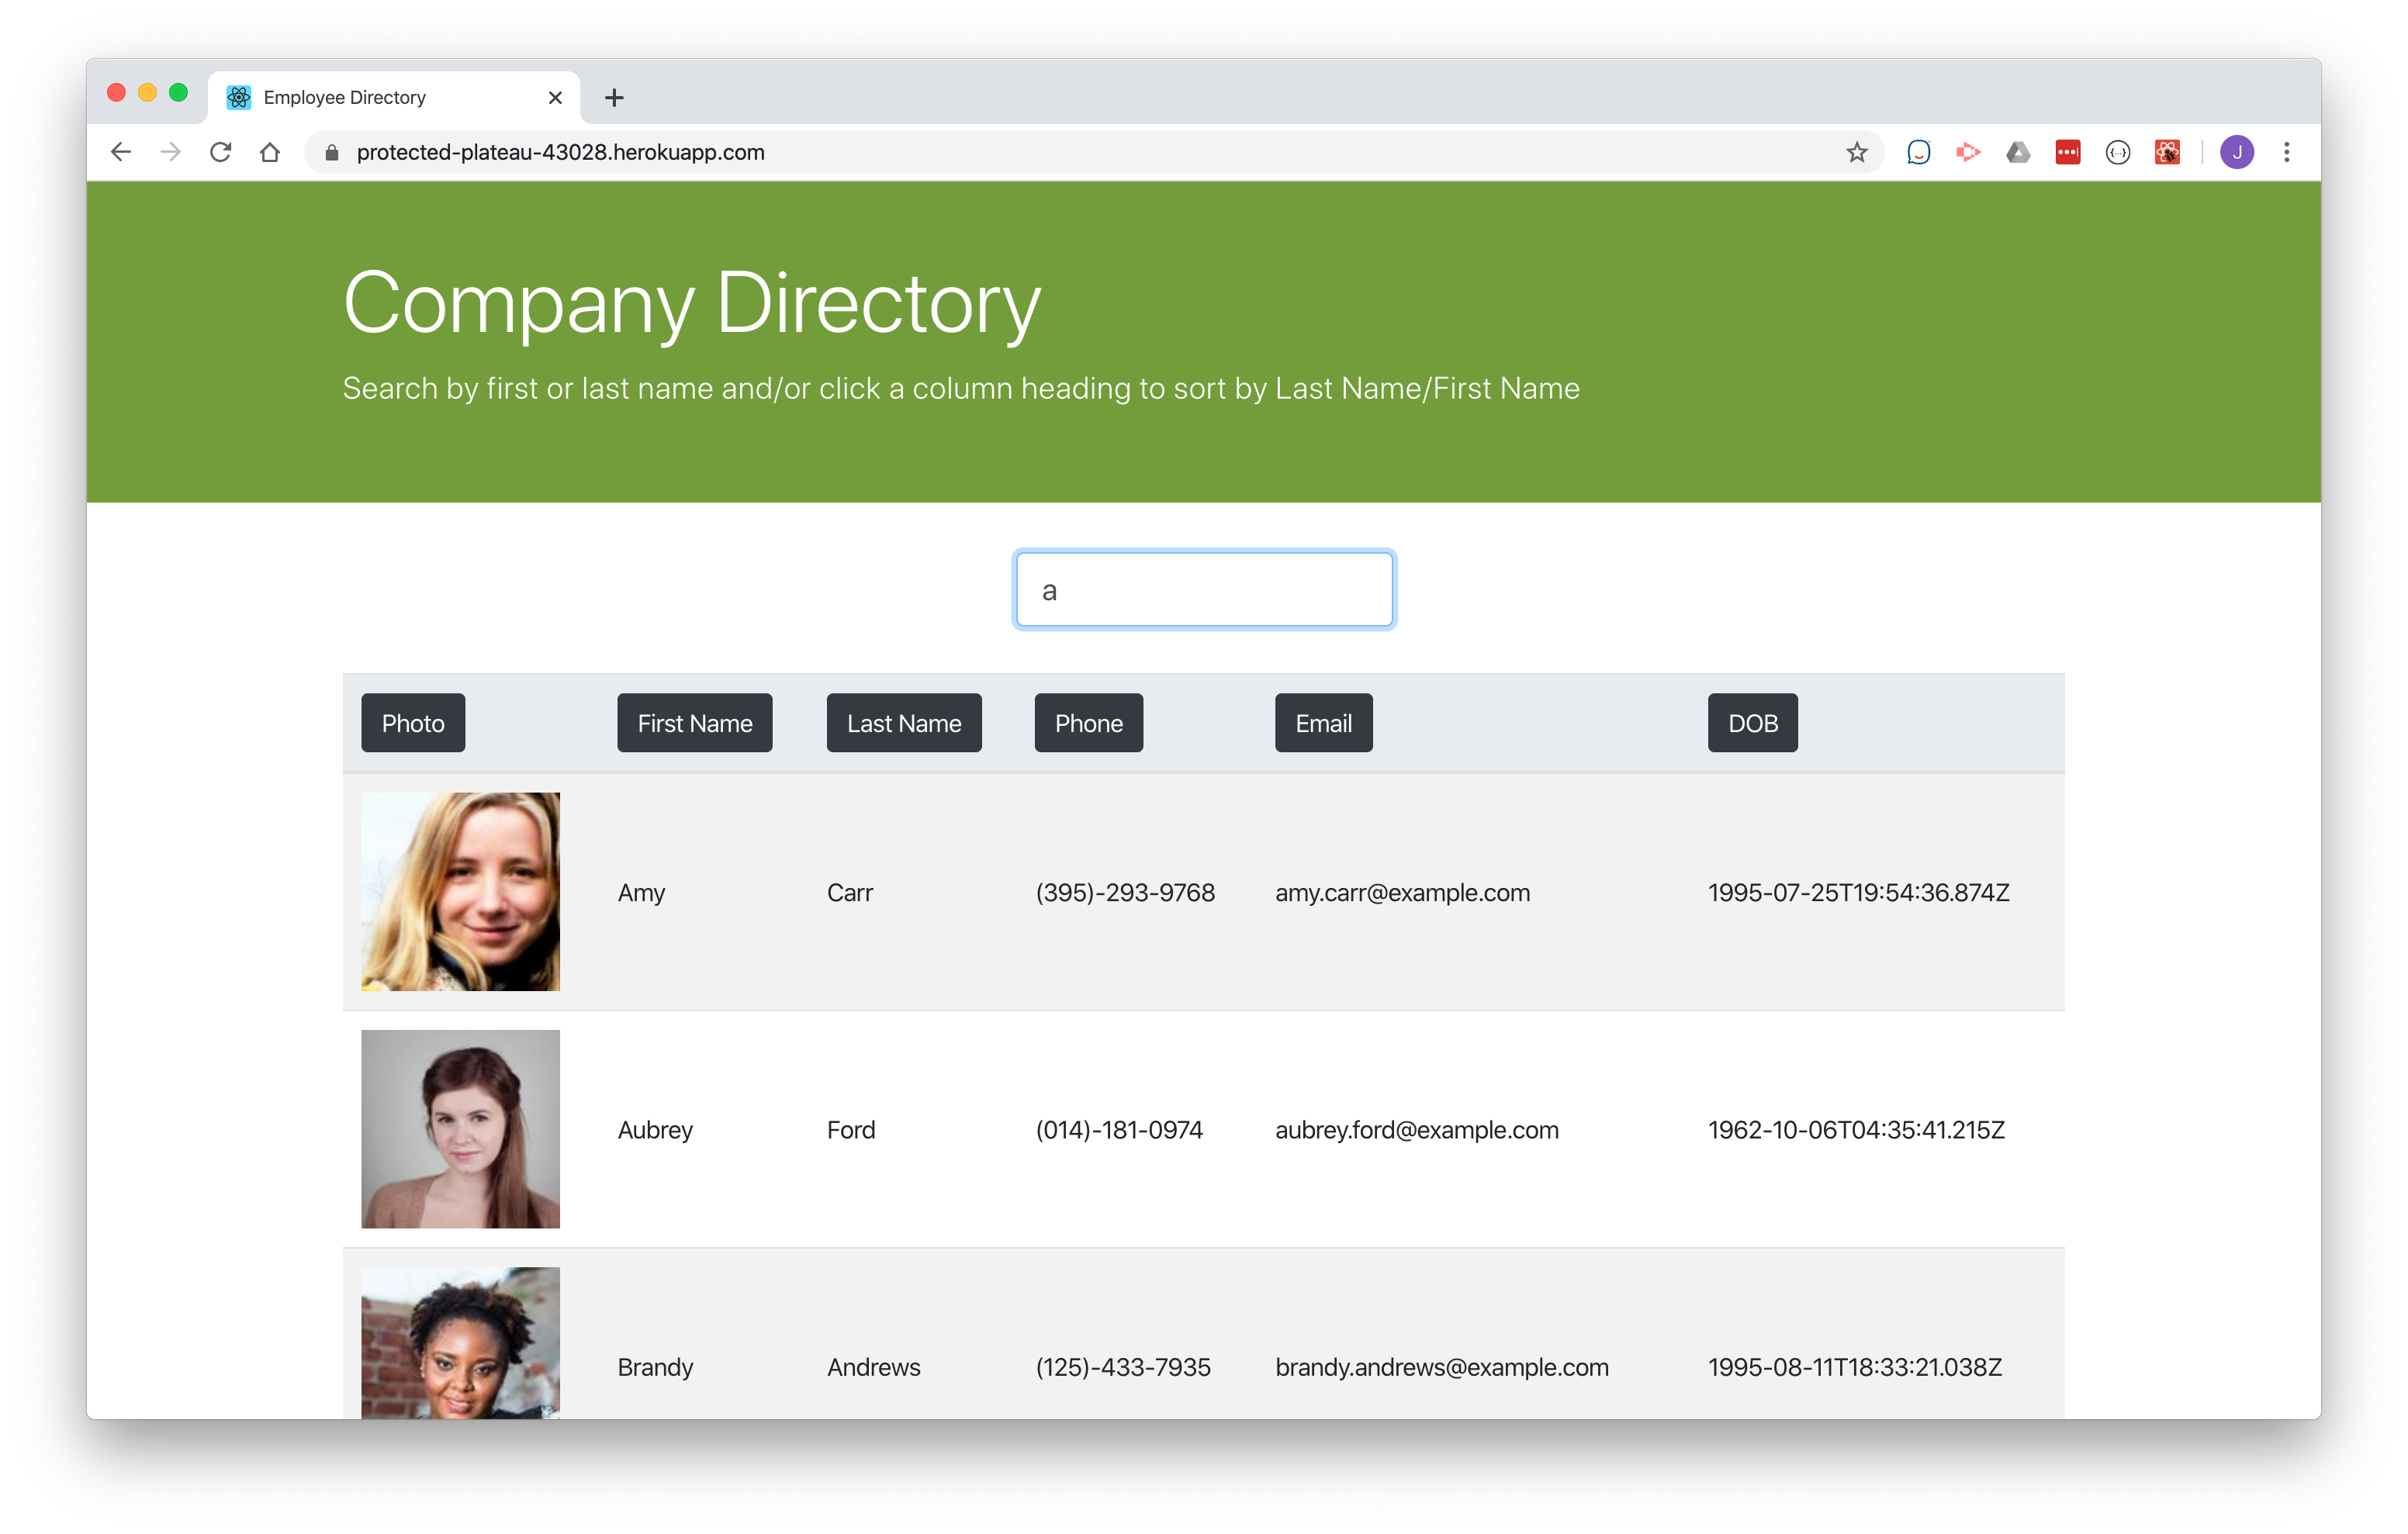 Employee Directory
protected-plateau-43028.herokuapp.com
J
Company Directory
Search by first or last name and/or click a column heading to sort by Last Name/First Name
a
Photo First Name Last Name Phone Email DOB
Amy Carr (395)-293-9768 amy.carr@example.com 1995-07-25T19:54:36.874Z
Aubrey Ford (014)-181-0974 aubrey.ford@example.com 1962-10-06T04:35:41.215Z
Brandy Andrews (125)-433-7935 brandy.andrews@example.com 1995-08-11T18:33:21.038Z